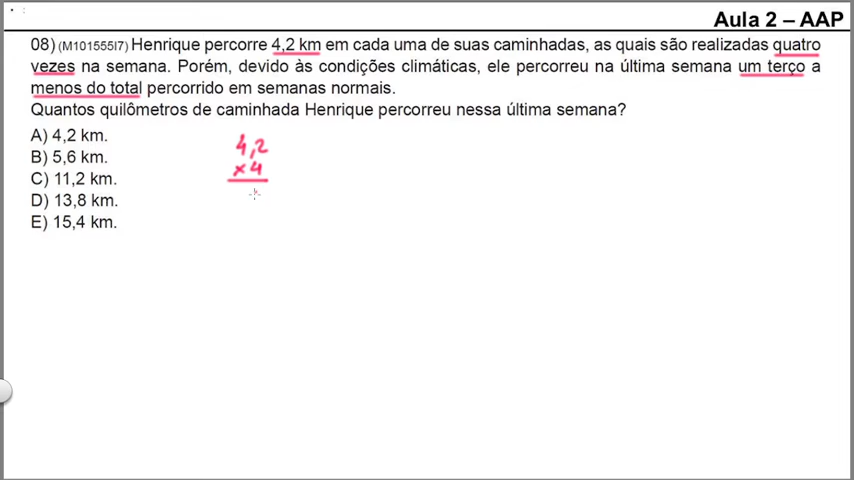 Aula 2 – AAP
08) (M101555I7) Henrique percorre 4,2 km em cada uma de suas caminhadas, as quais são realizadas quatro
vezes na semana. Porém, devido às condições climáticas, ele percorreu na última semana um terço a
menos do total percorrido em semanas normais.
Quantos quilômetros de caminhada Henrique percorreu nessa última semana?
A) 4,2 km.
B) 5,6 km.
C) 11,2 km.
D) 13,8 km.
E) 15,4 km.
4,2
×4